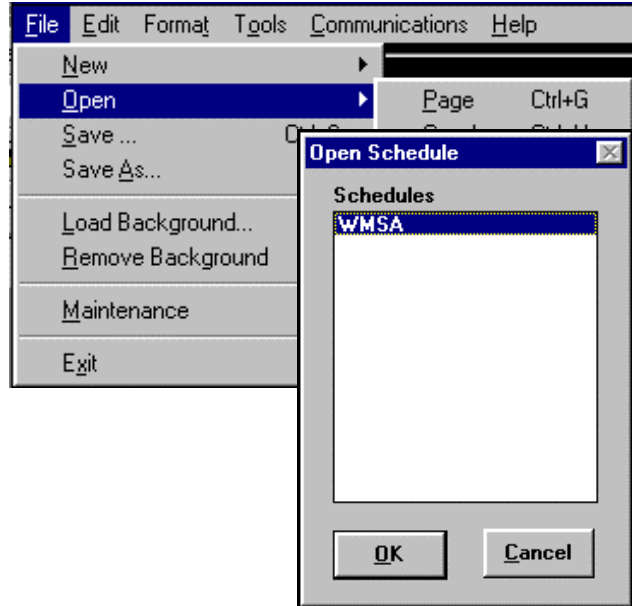 File Edit Format Tools Communications Help
New
Open Page Ctrl+G
Save ...
Save As...
Load Background...
Remove Background
Maintenance
Exit
Open Schedule
Schedules
WMSA
OK Cancel